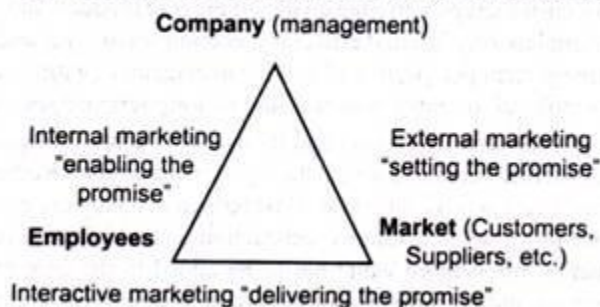 Company (management)
Internal marketing
"enabling the
promise"
External marketing
"setting the promise"
Employees
Market (Customers,
Suppliers, etc.)
Interactive marketing "delivering the promise"